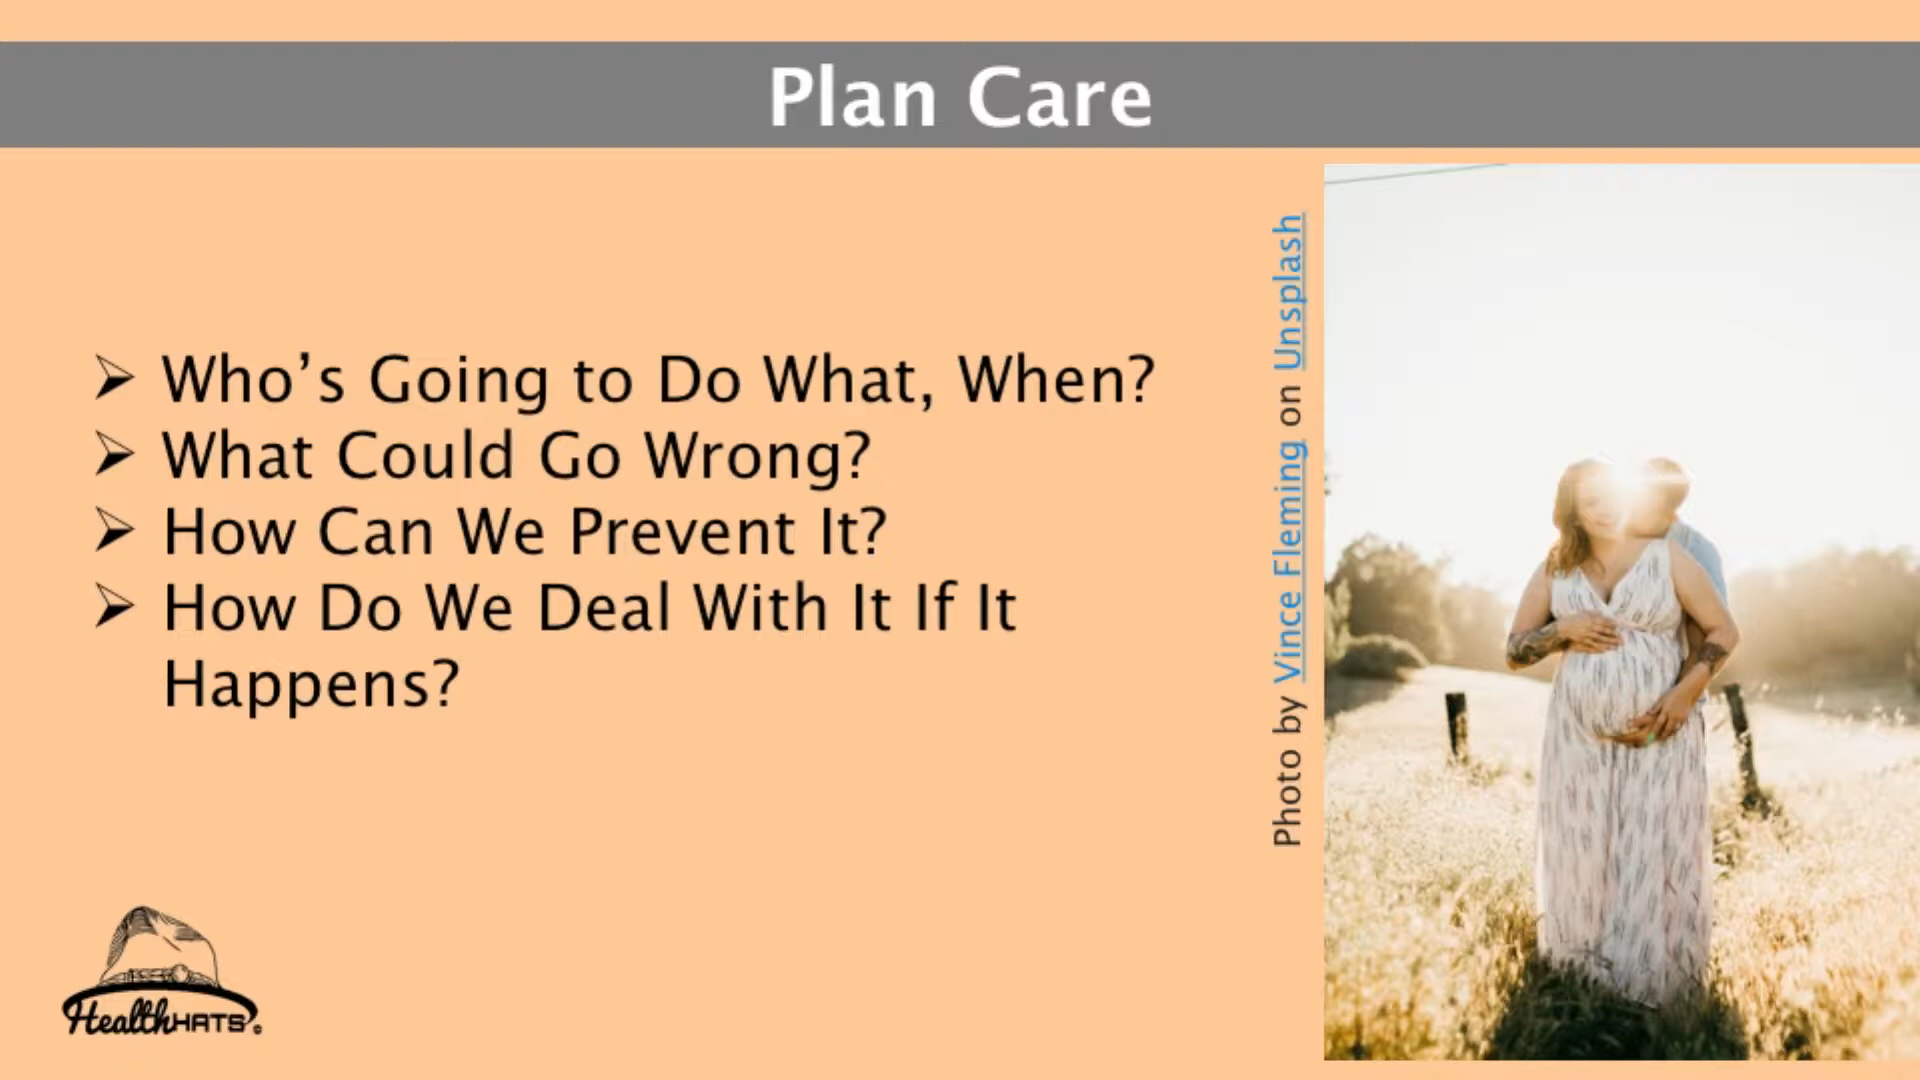 Plan Care
➢ Who’s Going to Do What, When?
➢ What Could Go Wrong?
➢ How Can We Prevent It?
➢ How Do We Deal With It If It
Happens?
Photo by Vince Fleming on Unsplash
HealthHATS©